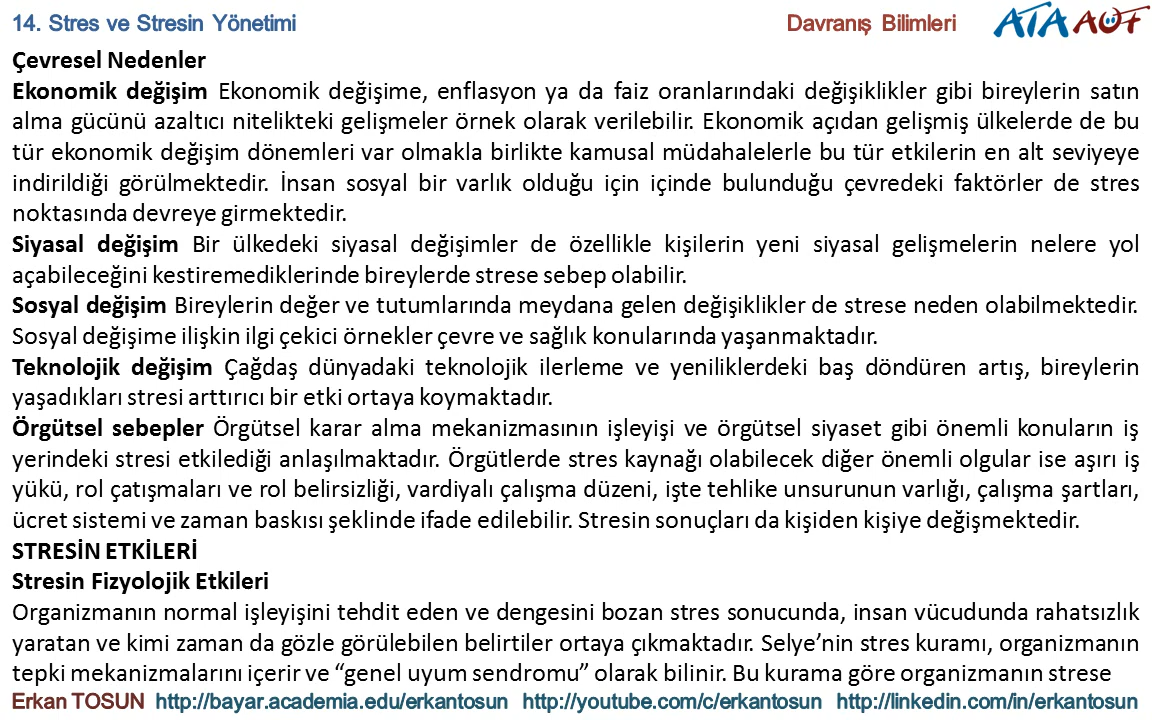 14. Stres ve Stresin Yönetimi Davranış Bilimleri ATA AÖF
Çevresel Nedenler
Ekonomik değişim Ekonomik değişime, enflasyon ya da faiz oranlarındaki değişiklikler gibi bireylerin satın
alma gücünü azaltıcı nitelikteki gelişmeler örnek olarak verilebilir. Ekonomik açıdan gelişmiş ülkelerde de bu
tür ekonomik değişim dönemleri var olmakla birlikte kamusal müdahalelerle bu tür etkilerin en alt seviyeye
indirildiği görülmektedir. İnsan sosyal bir varlık olduğu için içinde bulunduğu çevredeki faktörler de stres
noktasında devreye girmektedir.
Siyasal değişim Bir ülkedeki siyasal değişimler de özellikle kişilerin yeni siyasal gelişmelerin nelere yol
açabileceğini kestiremediklerinde bireylerde strese sebep olabilir.
Sosyal değişim Bireylerin değer ve tutumlarında meydana gelen değişiklikler de strese neden olabilmektedir.
Sosyal değişime ilişkin ilgi çekici örnekler çevre ve sağlık konularında yaşanmaktadır.
Teknolojik değişim Çağdaş dünyadaki teknolojik ilerleme ve yeniliklerdeki baş döndüren artış, bireylerin
yaşadıkları stresi arttırıcı bir etki ortaya koymaktadır.
Örgütsel sebepler Örgütsel karar alma mekanizmasının işleyişi ve örgütsel siyaset gibi önemli konuların iş
yerindeki stresi etkilediği anlaşılmaktadır. Örgütlerde stres kaynağı olabilecek diğer önemli olgular ise aşırı iş
yükü, rol çatışmaları ve rol belirsizliği, vardiyalı çalışma düzeni, işte tehlike unsurunun varlığı, çalışma şartları,
ücret sistemi ve zaman baskısı şeklinde ifade edilebilir. Stresin sonuçları da kişiden kişiye değişmektedir.
STRESİN ETKİLERİ
Stresin Fizyolojik Etkileri
Organizmanın normal işleyişini tehdit eden ve dengesini bozan stres sonucunda, insan vücudunda rahatsızlık
yaratan ve kimi zaman da gözle görülebilen belirtiler ortaya çıkmaktadır. Selye’nin stres kuramı, organizmanın
tepki mekanizmalarını içerir ve “genel uyum sendromu” olarak bilinir. Bu kurama göre organizmanın strese
Erkan TOSUN http://bayar.academia.edu/erkantosun http://youtube.com/c/erkantosun http://linkedin.com/in/erkantosun